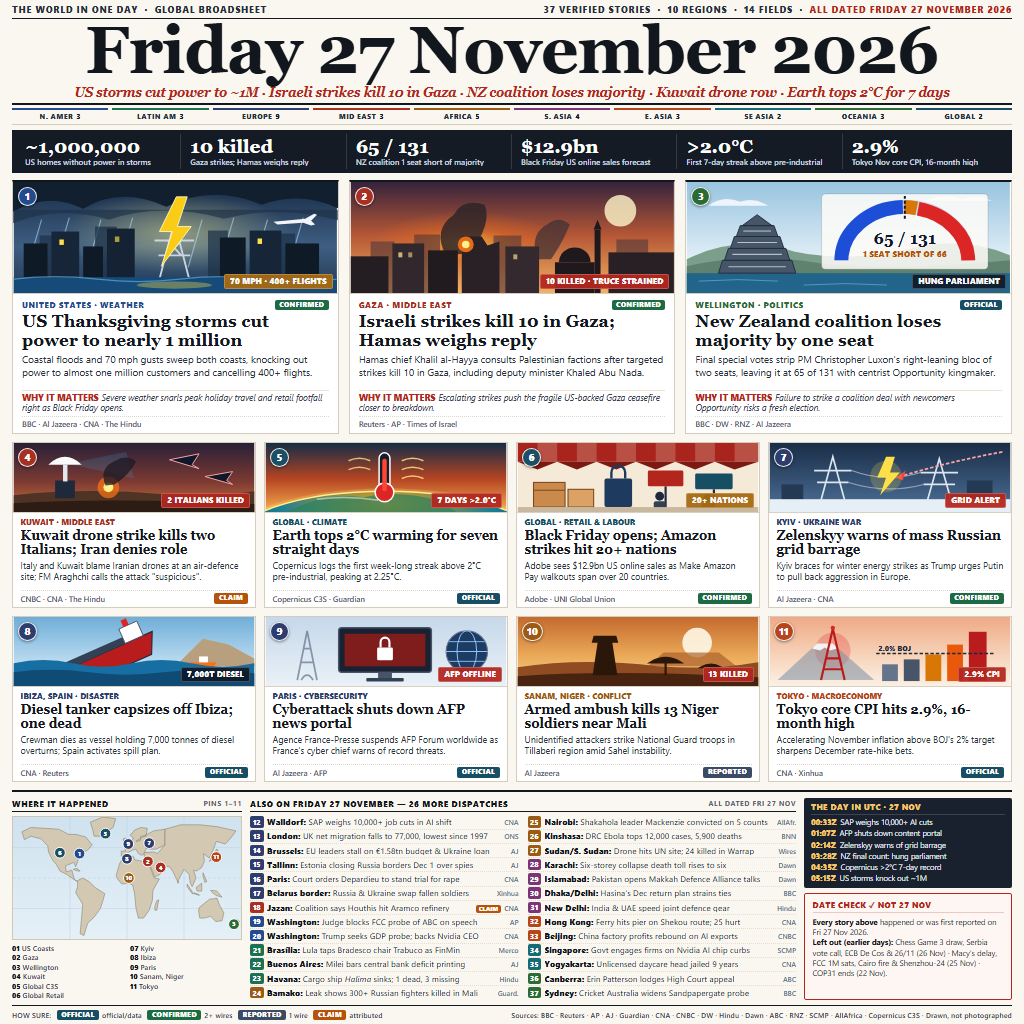 THE WORLD IN ONE DAY · GLOBAL BROADSHEET
37 VERIFIED STORIES · 10 REGIONS · 14 FIELDS · ALL DATED FRIDAY 27 NOVEMBER 2026
Friday 27 November 2026
US storms cut power to ~1M · Israeli strikes kill 10 in Gaza · NZ coalition loses majority · Kuwait drone row · Earth tops 2°C for 7 days
N. AMER 3
LATIN AM 3
EUROPE 9
MID EAST 3
AFRICA 5
S. ASIA 4
E. ASIA 3
SE ASIA 2
OCEANIA 3
GLOBAL 2
~1,000,000
US homes without power in storms
10 killed
Gaza strikes; Hamas weighs reply
65 / 131
NZ coalition 1 seat short of majority
$12.9bn
Black Friday US online sales forecast
>2.0°C
First 7-day streak above pre-industrial
2.9%
Tokyo Nov core CPI, 16-month high
1
70 MPH · 400+ FLIGHTS
UNITED STATES · WEATHER
CONFIRMED
US Thanksgiving storms cut
power to nearly 1 million
Coastal floods and 70 mph gusts sweep both coasts, knocking out
power to almost one million customers and cancelling 400+ flights.
WHY IT MATTERS Severe weather snarls peak holiday travel and retail footfall
right as Black Friday opens.
BBC · Al Jazeera · CNA · The Hindu
2
10 KILLED · TRUCE STRAINED
GAZA · MIDDLE EAST
CONFIRMED
Israeli strikes kill 10 in Gaza;
Hamas weighs reply
Hamas chief Khalil al-Hayya consults Palestinian factions after targeted
strikes kill 10 in Gaza, including deputy minister Khaled Abu Nada.
WHY IT MATTERS Escalating strikes push the fragile US-backed Gaza ceasefire
closer to breakdown.
Reuters · AP · Times of Israel
3
65 / 131
1 SEAT SHORT OF 66
HUNG PARLIAMENT
WELLINGTON · POLITICS
OFFICIAL
New Zealand coalition loses
majority by one seat
Final special votes strip PM Christopher Luxon's right-leaning bloc of
two seats, leaving it at 65 of 131 with centrist Opportunity kingmaker.
WHY IT MATTERS Failure to strike a coalition deal with newcomers
Opportunity risks a fresh election.
BBC · DW · RNZ · Al Jazeera
4
2 ITALIANS KILLED
KUWAIT · MIDDLE EAST
Kuwait drone strike kills two
Italians; Iran denies role
Italy and Kuwait blame Iranian drones at an air-defence
site; FM Araghchi calls the attack "suspicious".
CNBC · CNA · The Hindu
CLAIM
5
7 DAYS >2.0°C
GLOBAL · CLIMATE
Earth tops 2°C warming for seven
straight days
Copernicus logs the first week-long streak above 2°C
pre-industrial, peaking at 2.25°C.
Copernicus C3S · Guardian
OFFICIAL
6
20+ NATIONS
GLOBAL · RETAIL & LABOUR
Black Friday opens; Amazon
strikes hit 20+ nations
Adobe sees $12.9bn US online sales as Make Amazon
Pay walkouts span over 20 countries.
Adobe · UNI Global Union
CONFIRMED
7
GRID ALERT
KYIV · UKRAINE WAR
Zelenskyy warns of mass Russian
grid barrage
Kyiv braces for winter energy strikes as Trump urges Putin
to pull back aggression in Europe.
Al Jazeera · CNA
CONFIRMED
8
7,000T DIESEL
IBIZA, SPAIN · DISASTER
Diesel tanker capsizes off Ibiza;
one dead
Crewman dies as vessel holding 7,000 tonnes of diesel
overturns; Spain activates spill plan.
CNA · Reuters
OFFICIAL
9
AFP OFFLINE
PARIS · CYBERSECURITY
Cyberattack shuts down AFP
news portal
Agence France-Presse suspends AFP Forum worldwide as
France's cyber chief warns of record threats.
Al Jazeera · AFP
OFFICIAL
10
13 KILLED
SANAM, NIGER · CONFLICT
Armed ambush kills 13 Niger
soldiers near Mali
Unidentified attackers strike National Guard troops in
Tillaberi region amid Sahel instability.
Al Jazeera
REPORTED
11
2.0% BOJ
2.9% CPI
TOKYO · MACROECONOMY
Tokyo core CPI hits 2.9%, 16-
month high
Accelerating November inflation above BOJ's 2% target
sharpens December rate-hike bets.
CNA · Xinhua
OFFICIAL
WHERE IT HAPPENED
PINS 1–11
3
6
1
9
7
8
2
4
10
11
5
3
01 US Coasts
02 Gaza
03 Wellington
04 Kuwait
05 Global C3S
06 Global Retail
07 Kyiv
08 Ibiza
09 Paris
10 Sanam, Niger
11 Tokyo
ALSO ON FRIDAY 27 NOVEMBER — 26 MORE DISPATCHES
ALL DATED FRI 27 NOV
12 Walldorf: SAP weighs 10,000+ job cuts in AI shift CNA
13 London: UK net migration falls to 77,000, lowest since 1997 ONS
14 Brussels: EU leaders stall on €1.58tn budget & Ukraine loan AJ
15 Tallinn: Estonia closing Russia borders Dec 1 over spies AJ
16 Paris: Court orders Depardieu to stand trial for rape CNA
17 Belarus border: Russia & Ukraine swap fallen soldiers Xinhua
18 Jazan: Coalition says Houthis hit Aramco refinery CLAIM CNA
19 Washington: Judge blocks FCC probe of ABC on speech AP
20 Washington: Trump seeks GDP probe; backs Nvidia CEO CNA
21 Brasília: Lula taps Bradesco chair Trabuco as FinMin Merco
22 Buenos Aires: Milei bars central bank deficit printing AJ
23 Havana: Cargo ship Halima sinks; 1 dead, 3 missing Hindu
24 Bamako: Leak shows 300+ Russian fighters killed in Mali Guard.
25 Nairobi: Shakahola leader Mackenzie convicted on 5 counts AllAfr.
26 Kinshasa: DRC Ebola tops 12,000 cases, 5,900 deaths BNN
27 Sudan/S. Sudan: Drone hits UN site; 24 killed in Warrap Wires
28 Karachi: Six-storey collapse death toll rises to six Dawn
29 Islamabad: Pakistan opens Makkah Defence Alliance talks Dawn
30 Dhaka/Delhi: Hasina's Dec return plan strains ties BBC
31 New Delhi: India & UAE speed joint defence gear Hindu
32 Hong Kong: Ferry hits pier on Shekou route; 25 hurt CNA
33 Beijing: China factory profits rebound on AI exports CNBC
34 Singapore: Govt engages firms on Nvidia AI chip curbs SCMP
35 Yogyakarta: Unlicensed daycare head jailed 9 years CNA
36 Canberra: Erin Patterson lodges High Court appeal ABC
37 Sydney: Cricket Australia widens Sandpapergate probe BBC
THE DAY IN UTC · 27 NOV
00:33Z SAP weighs 10,000+ AI cuts
01:07Z AFP shuts down content portal
02:14Z Zelenskyy warns of grid barrage
03:28Z NZ final count: hung parliament
04:35Z Copernicus >2°C 7-day record
05:15Z US storms knock out ~1M
DATE CHECK ✓ NOT 27 NOV
Every story above happened or was first reported on
Fri 27 Nov 2026.
Left out (earlier days): Chess Game 3 draw, Serbia
vote call, ECB De Cos & 26/11 (26 Nov) · Macy's delay,
FCC 1M sats, Cairo fire & Shenzhou-24 (25 Nov) ·
COP31 ends (22 Nov).
HOW SURE: OFFICIAL official/data CONFIRMED 2+ wires REPORTED 1 wire CLAIM attributed
Sources: BBC · Reuters · AP · AJ · Guardian · CNA · CNBC · DW · Hindu · Dawn · ABC · RNZ · SCMP · AllAfrica · Copernicus C3S · Drawn, not photographed